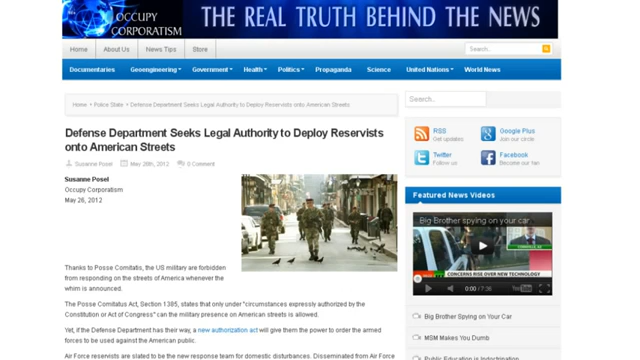 OCCUPY
CORPORATISM
THE REAL TRUTH BEHIND THE NEWS
Home About Us News Tips Store
Search...
Documentaries Geoengineering Government Health Politics Propaganda Science United Nations World News
Home Police State Defense Department Seeks Legal Authority to Deploy Reservists onto American Streets
Search...
Defense Department Seeks Legal Authority to Deploy Reservists
onto American Streets
Susanne Posel May 28th, 2012 0 Comment
Susanne Posel
Occupy Corporatism
May 26, 2012
Thanks to Posse Comitatis, the US military are forbidden
from responding on the streets of America whenever the
whim is announced.
The Posse Comitatus Act, Section 1385, states that only under "circumstances expressly authorized by the
Constitution or Act of Congress" can the military presence on American streets is allowed.
Yet, if the Defense Department has their way, a new authorization act will give them the power to order the armed
forces to be used against the American public.
Air Force reservists are slated to be the new response team for domestic disturbances. Disseminated from Air Force
RSS
Get updates
Google Plus
Join our circle
Twitter
Follow us
Facebook
Become our fan
Featured News Videos
Big Brother spying on your car
CONCERNS RISE OVER NEW TECHNOLOGY
0:00 / 7:36
Big Brother Spying on Your Car
MSM Makes You Dumb
Public Education is Indoctrination